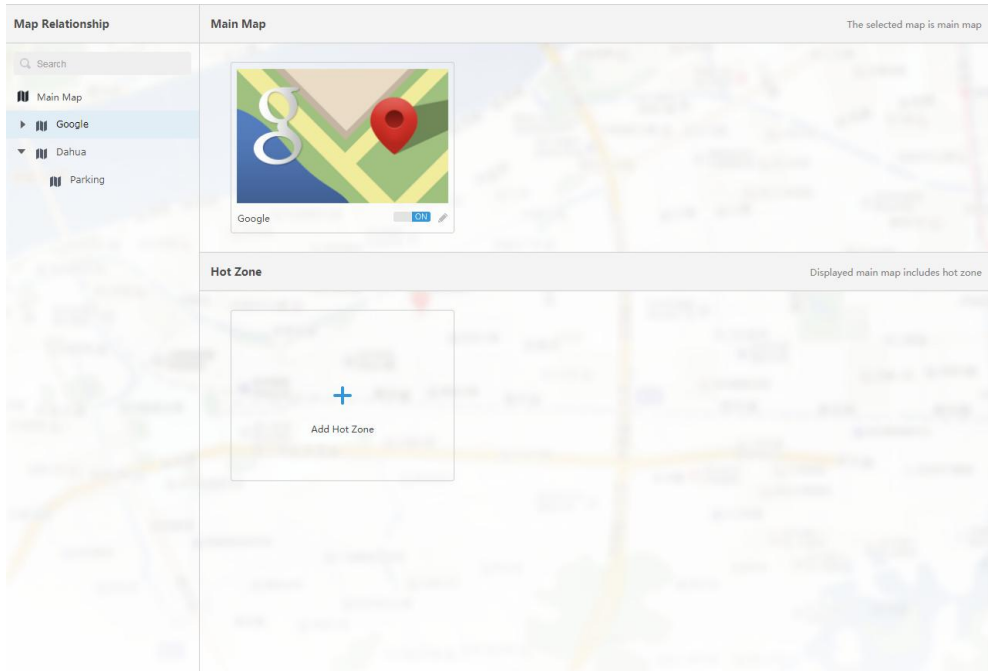 Map Relationship
Search
Main Map
Google
Dahua
Parking
Main Map
The selected map is main map
g
Google
ON
Hot Zone
Displayed main map includes hot zone
Add Hot Zone